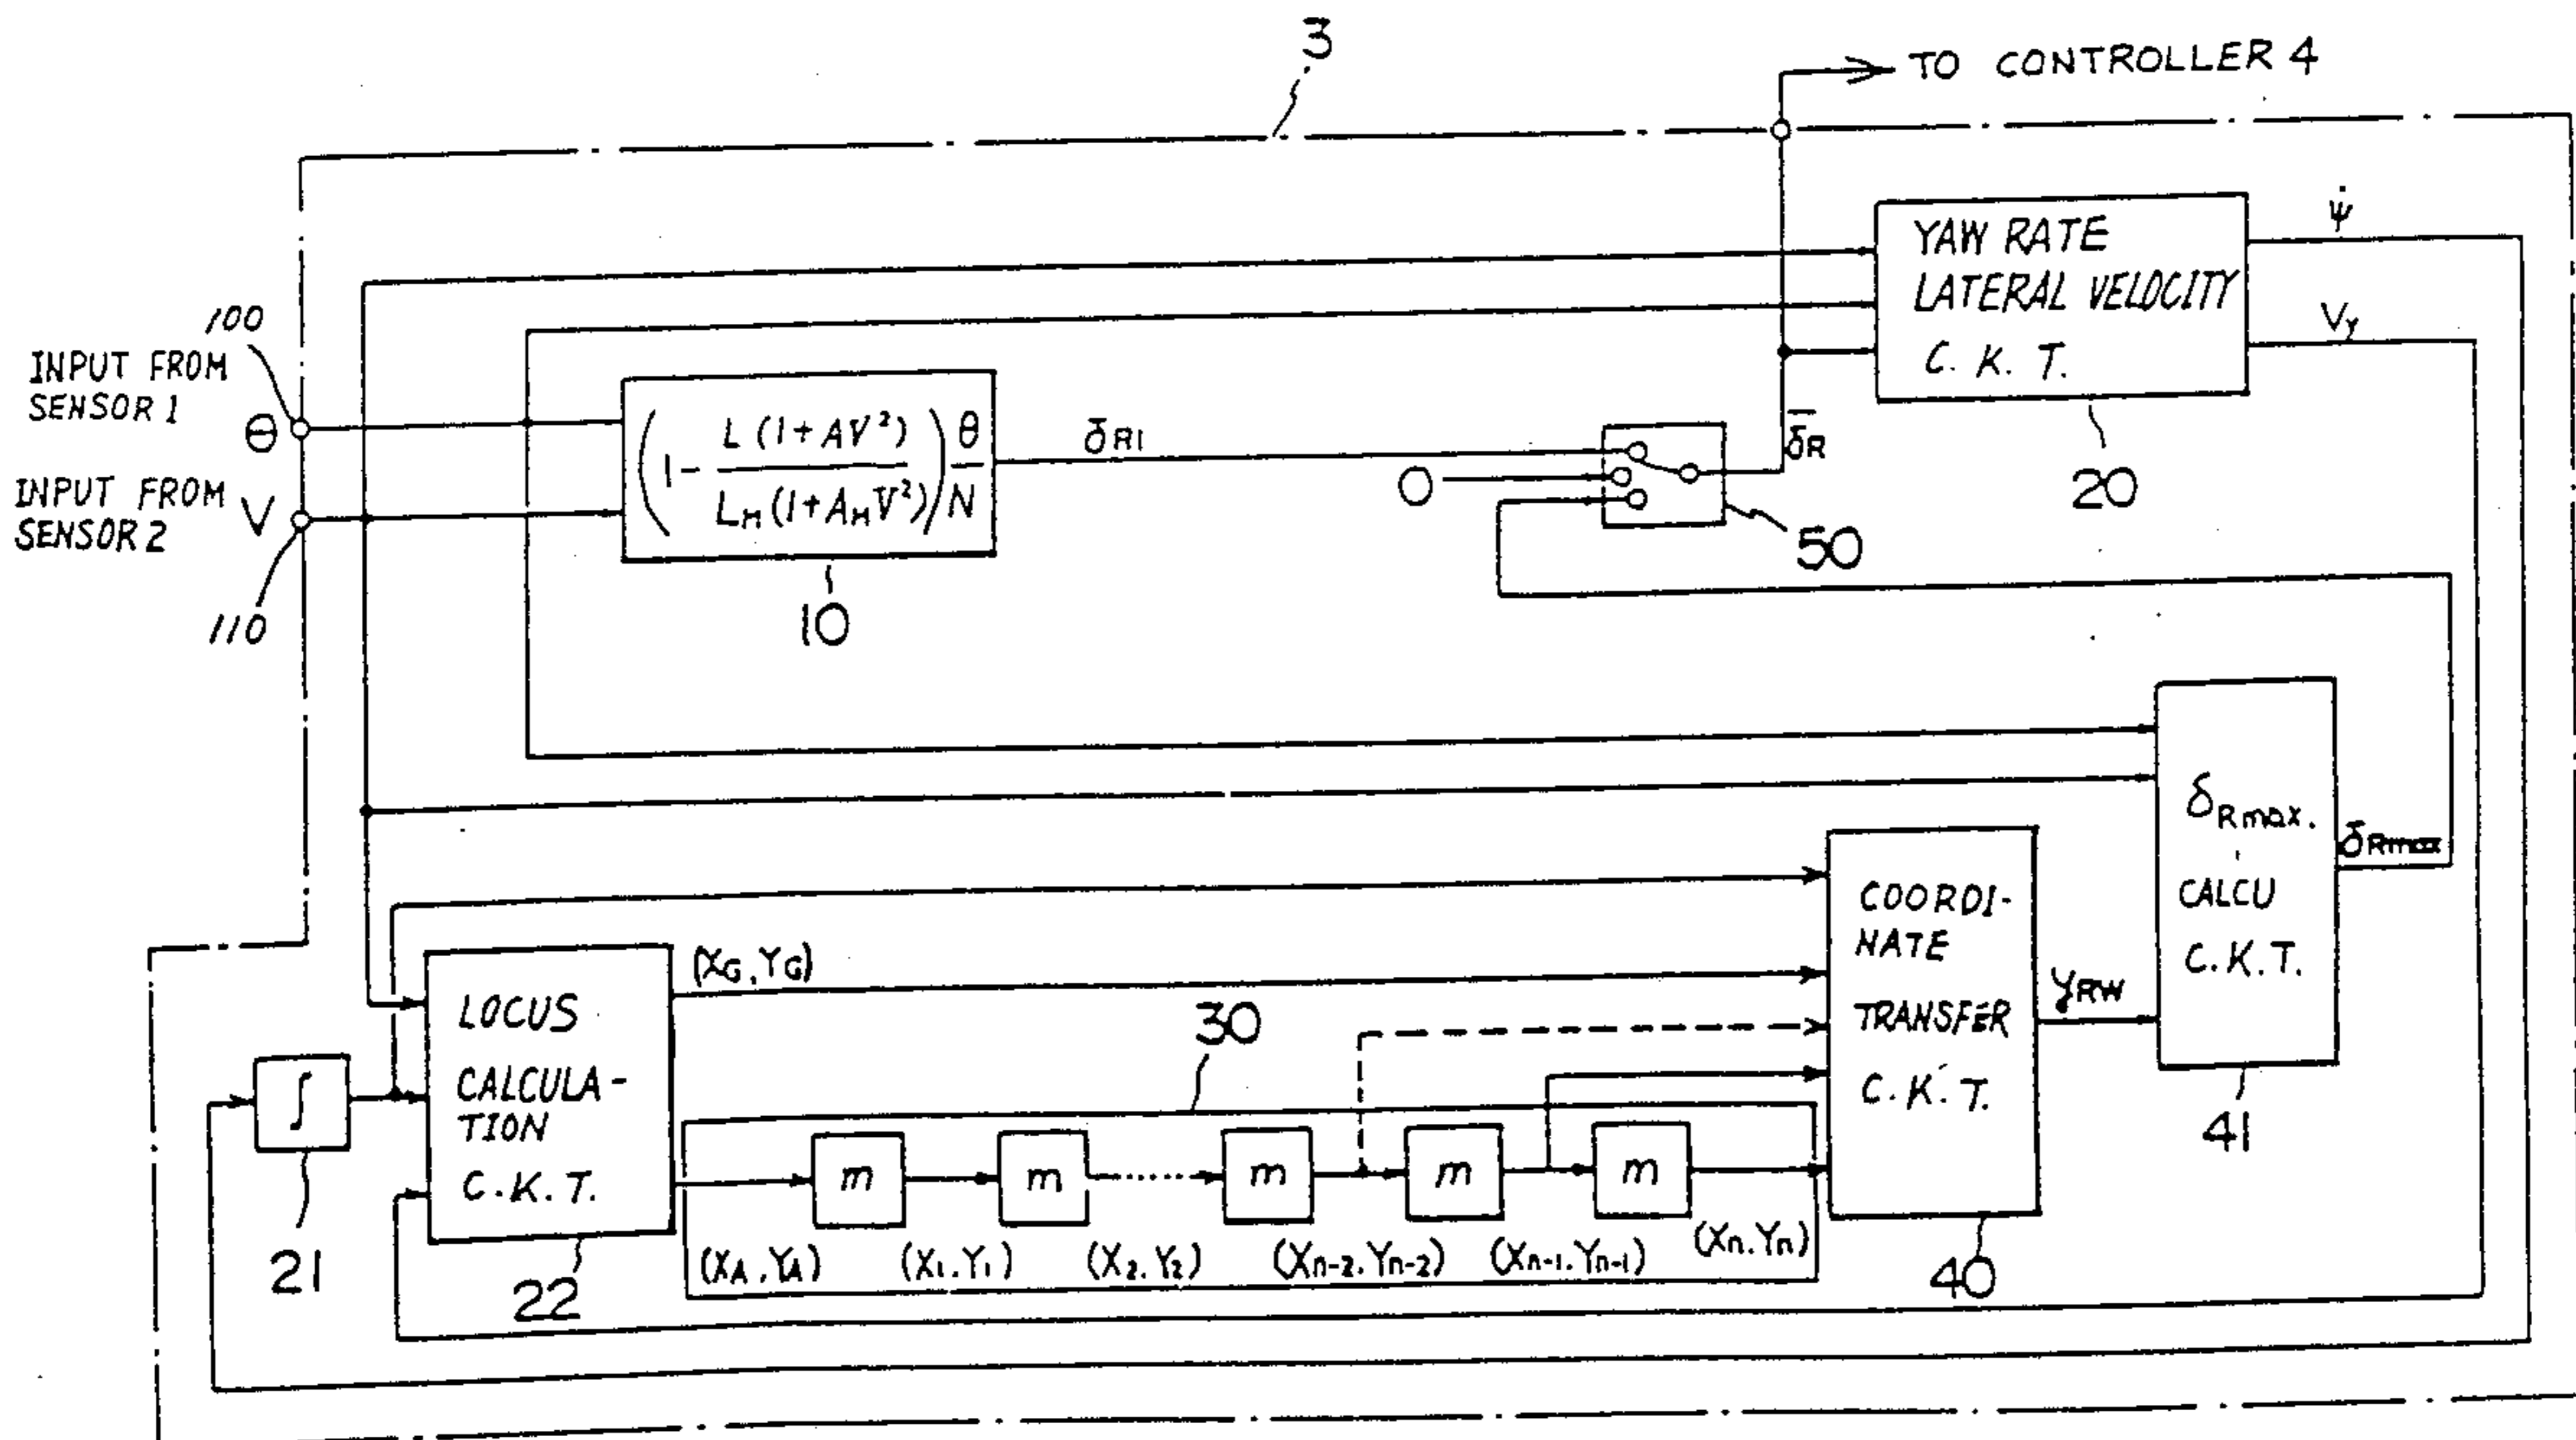 3
TO CONTROLLER 4
YAW RATE
LATERAL VELOCITY
C. K. T.
ψ̇
Vy
20
100
INPUT FROM
SENSOR 1
θ
INPUT FROM
SENSOR 2
V
110
(1 - L(1+AV²) / LM(1+AMV²)) θ/N
10
δR1
0
δ̅R
50
δRmax.
CALCU
C.K.T.
δRmax
41
COORDI-
NATE
TRANSFER
C.K.T.
40
yRW
LOCUS
CALCULA-
TION
C.K.T.
22
∫
21
(XG.YG)
30
m
m
m
m
m
(XA.YA)
(X1.Y1)
(X2.Y2)
(Xn-2.Yn-2)
(Xn-1.Yn-1)
(Xn.Yn)